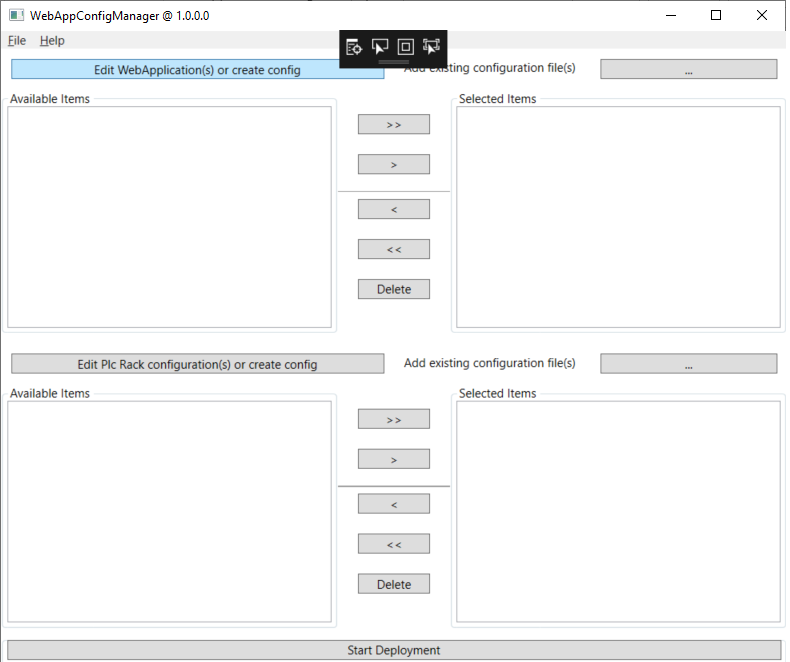 WebAppConfigManager @ 1.0.0.0
File Help
Edit WebApplication(s) or create config
Add existing configuration file(s)
...
Available Items
Selected Items
>>
>
<
<<
Delete
Edit Plc Rack configuration(s) or create config
Add existing configuration file(s)
...
Available Items
Selected Items
>>
>
<
<<
Delete
Start Deployment